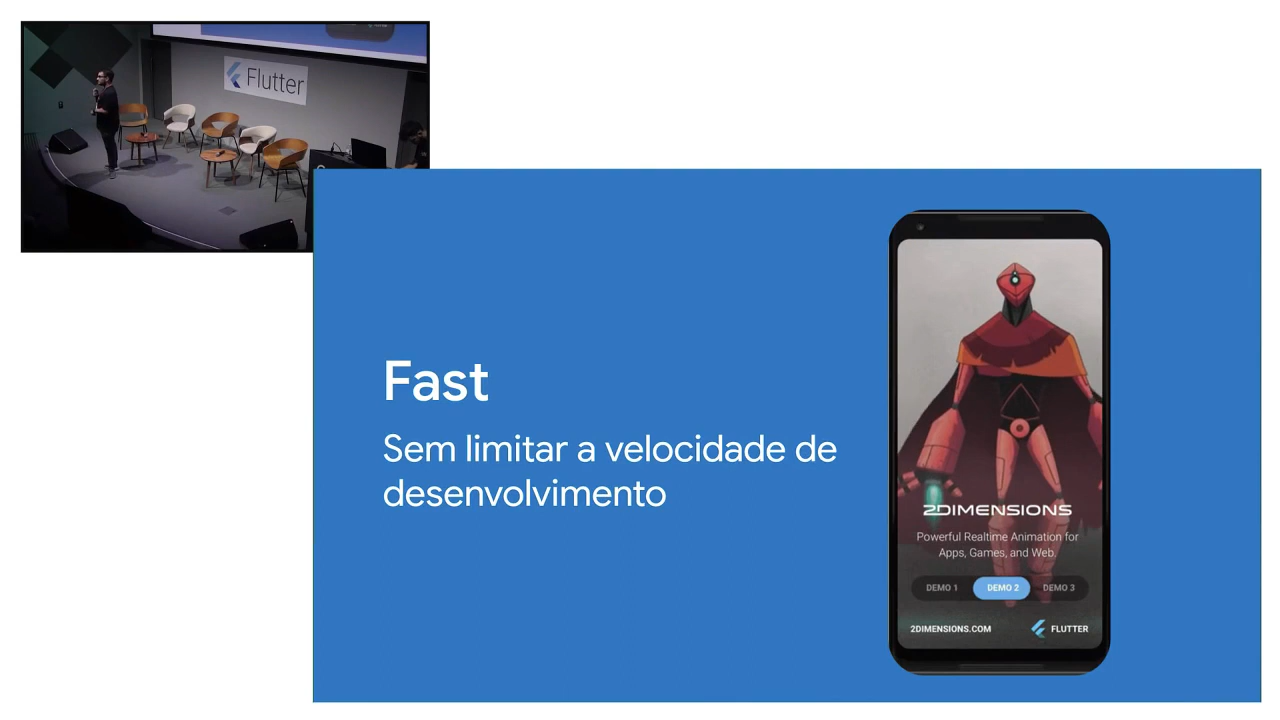 Flutter
Fast
Sem limitar a velocidade de
desenvolvimento
2DIMENSIONS
Powerful Realtime Animation for
Apps, Games, and Web.
DEMO 1 DEMO 2 DEMO 3
2DIMENSIONS.COM FLUTTER